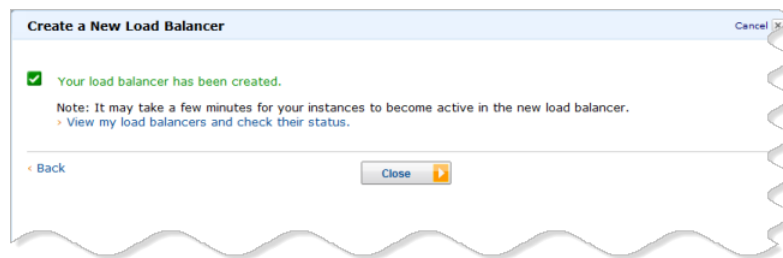 Create a New Load Balancer
Cancel
Your load balancer has been created.
Note: It may take a few minutes for your instances to become active in the new load balancer.
› View my load balancers and check their status.
‹ Back
Close